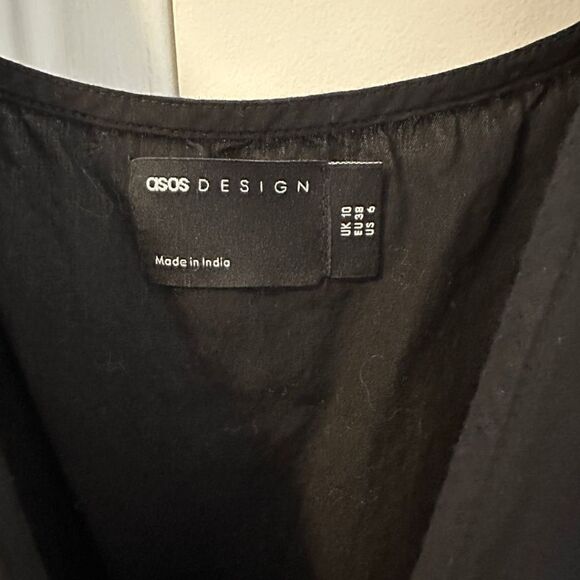 asos DESIGN
Made in India
UK 10
EU 38
US 6